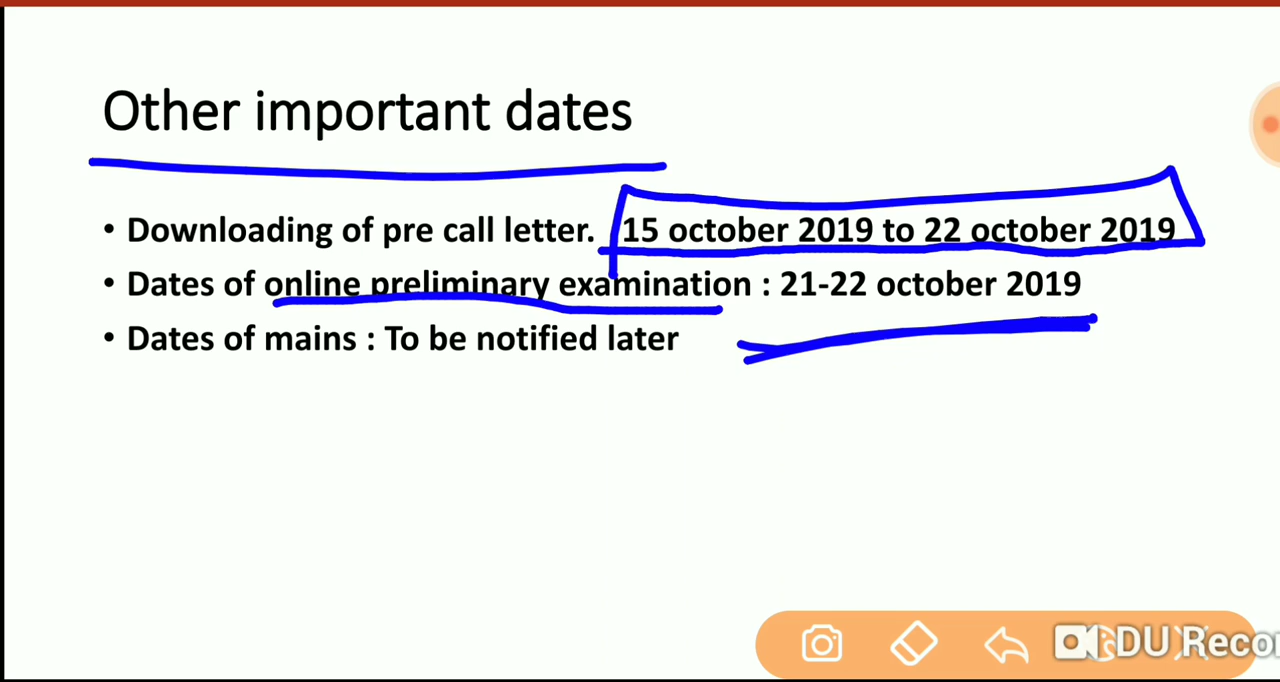 Other important dates
• Downloading of pre call letter. 15 october 2019 to 22 october 2019
• Dates of online preliminary examination : 21-22 october 2019
• Dates of mains : To be notified later
DU Recor